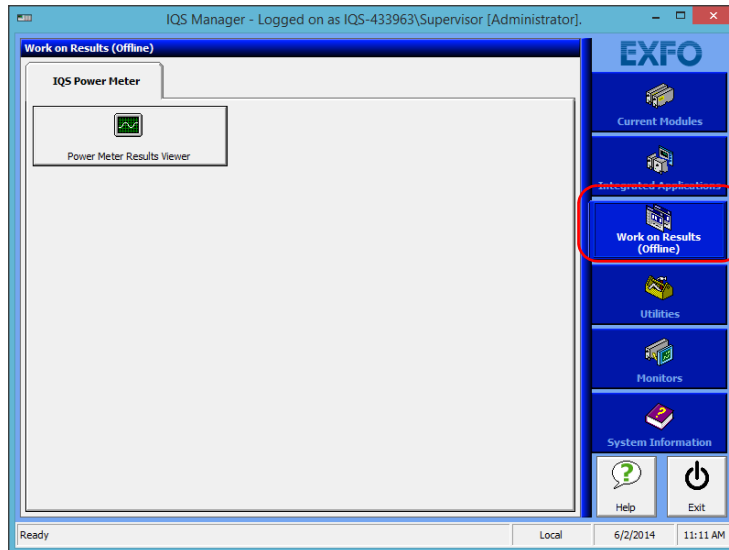 IQS Manager - Logged on as IQS-433963\Supervisor [Administrator].
Work on Results (Offline)
IQS Power Meter
Power Meter Results Viewer
EXFO
Current Modules
Integrated Applications
Work on Results
(Offline)
Utilities
Monitors
System Information
Help
Exit
Ready
Local
6/2/2014
11:11 AM